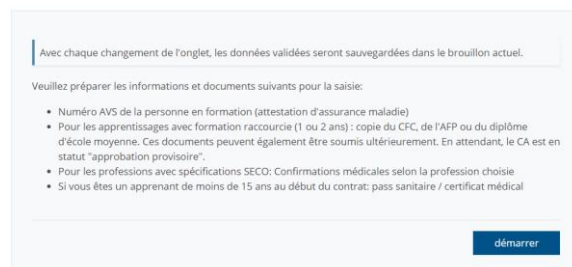 Avec chaque changement de l'onglet, les données validées seront sauvegardées dans le brouillon actuel.
Veuillez préparer les informations et documents suivants pour la saisie:
• Numéro AVS de la personne en formation (attestation d'assurance maladie)
• Pour les apprentissages avec formation raccourcie (1 ou 2 ans) : copie du CFC, de l'AFP ou du diplôme
d'école moyenne. Ces documents peuvent également être soumis ultérieurement. En attendant, le CA est en
statut "approbation provisoire".
• Pour les professions avec spécifications SECO: Confirmations médicales selon la profession choisie
• Si vous êtes un apprenant de moins de 15 ans au début du contrat: pass sanitaire / certificat médical
démarrer